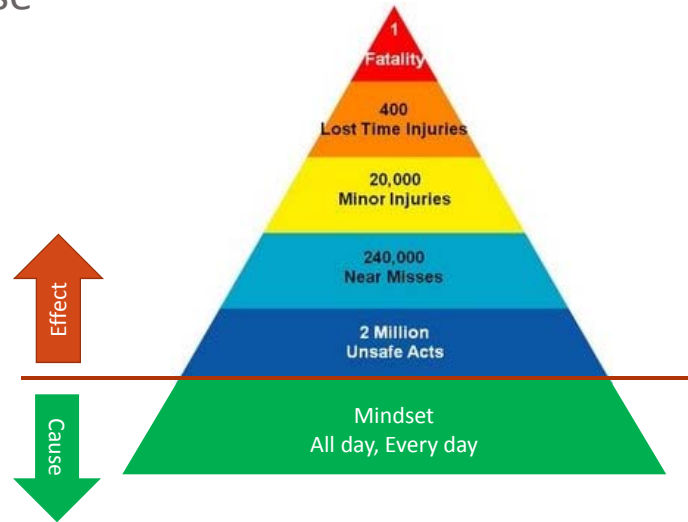 1
Fatality
400
Lost Time Injuries
20,000
Minor Injuries
240,000
Near Misses
Effect
2 Million
Unsafe Acts
Cause
Mindset
All day, Every day